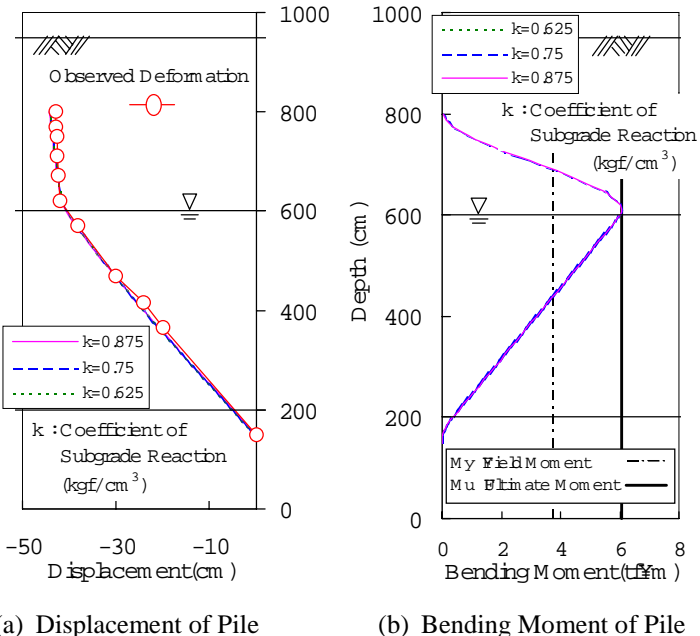 1000
800
600
400
200
0
Observed Deformation
k=0.875
k=0.75
k=0.625
k : Coefficient of
Subgrade Reaction
(kgf/cm³)
-50
-30
-10
Displacement(cm)
(a) Displacement of Pile
1000
800
600
400
200
0
Depth (cm)
k=0.625
k=0.75
k=0.875
k : Coefficient of
Subgrade Reaction
(kgf/cm³)
My Yield Moment
Mu Ultimate Moment
0
2
4
6
8
Bending Moment(tf¥m)
(b) Bending Moment of Pile